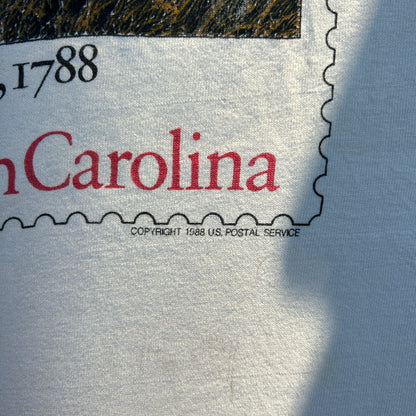 , 1788
h Carolina
COPYRIGHT 1988 U.S. POSTAL SERVICE